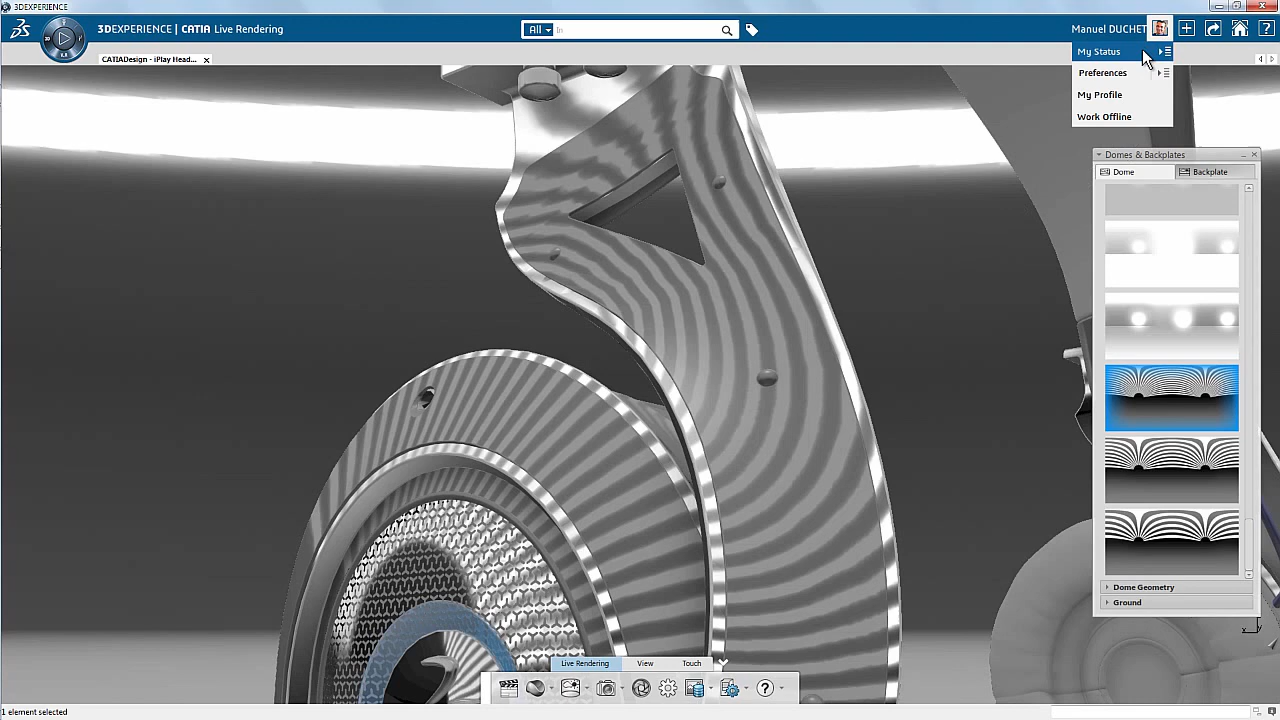 3DEXPERIENCE
3DEXPERIENCE | CATIA Live Rendering
All In
Manuel DUCHET
CATIADesign - iPlay Head...
My Status
Preferences
My Profile
Work Offline
Domes & Backplates
Dome Backplate
Dome Geometry
Ground
Live Rendering View Touch
1 element selected